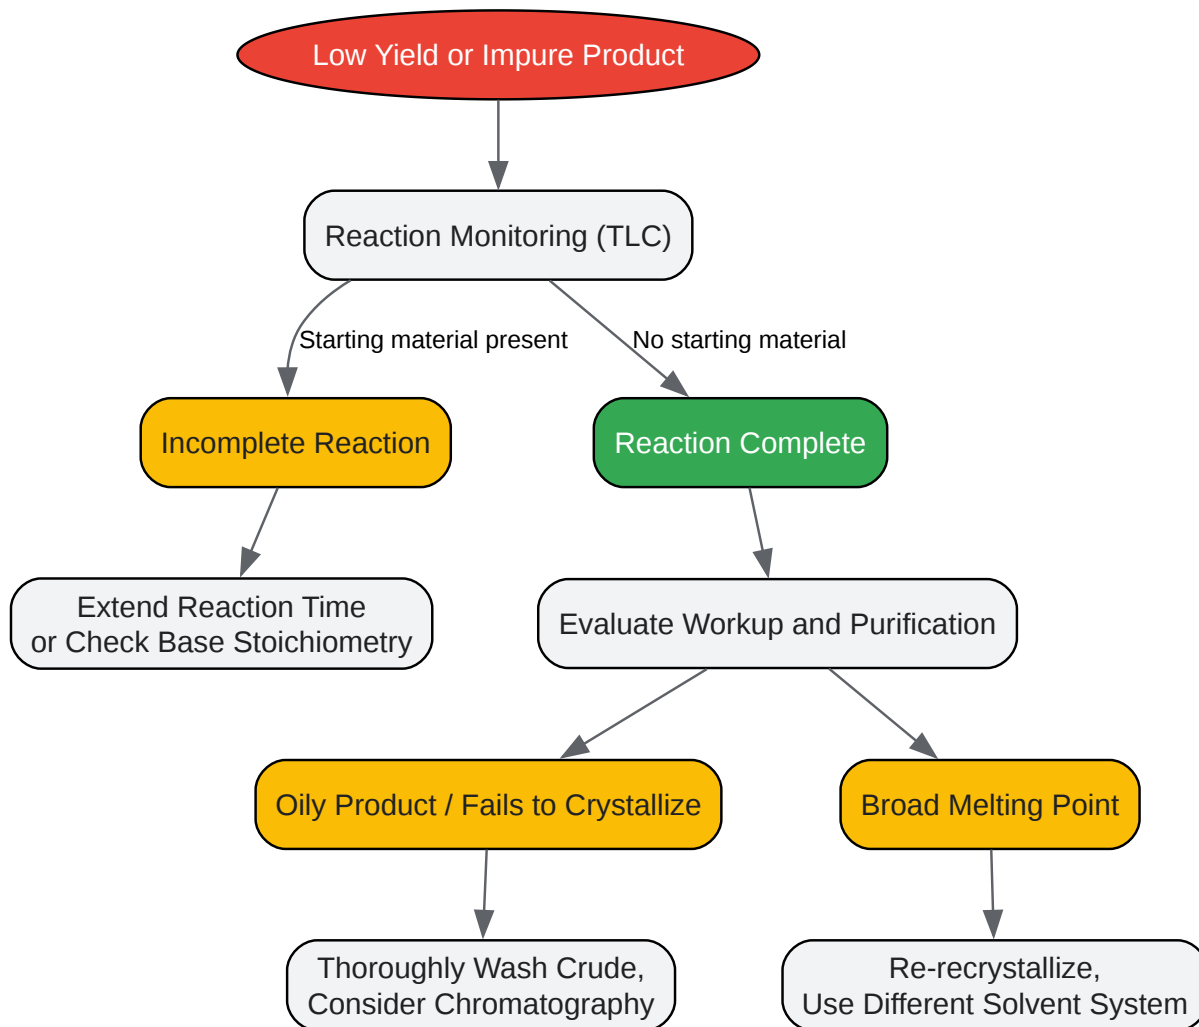 Low Yield or Impure Product
Reaction Monitoring (TLC)
Starting material present
No starting material
Incomplete Reaction
Reaction Complete
Extend Reaction Time
or Check Base Stoichiometry
Evaluate Workup and Purification
Oily Product / Fails to Crystallize
Broad Melting Point
Thoroughly Wash Crude,
Consider Chromatography
Re-recrystallize,
Use Different Solvent System